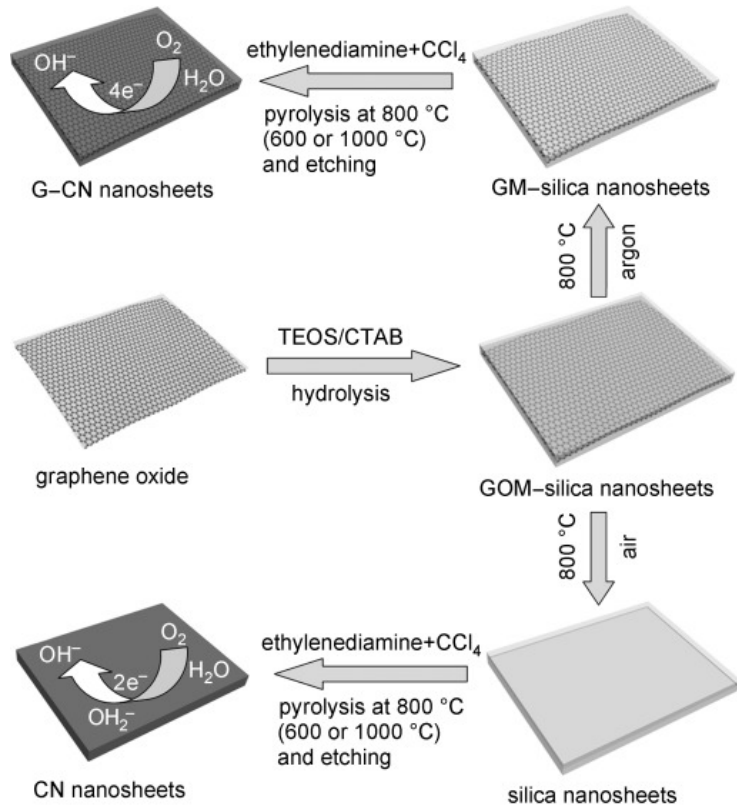 OH⁻
O₂
4e⁻
H₂O
G–CN nanosheets
ethylenediamine+CCl₄
pyrolysis at 800 °C
(600 or 1000 °C)
and etching
GM–silica nanosheets
800 °C
argon
graphene oxide
TEOS/CTAB
hydrolysis
GOM–silica nanosheets
800 °C
air
OH⁻
O₂
2e⁻
H₂O
OH₂⁻
CN nanosheets
ethylenediamine+CCl₄
pyrolysis at 800 °C
(600 or 1000 °C)
and etching
silica nanosheets